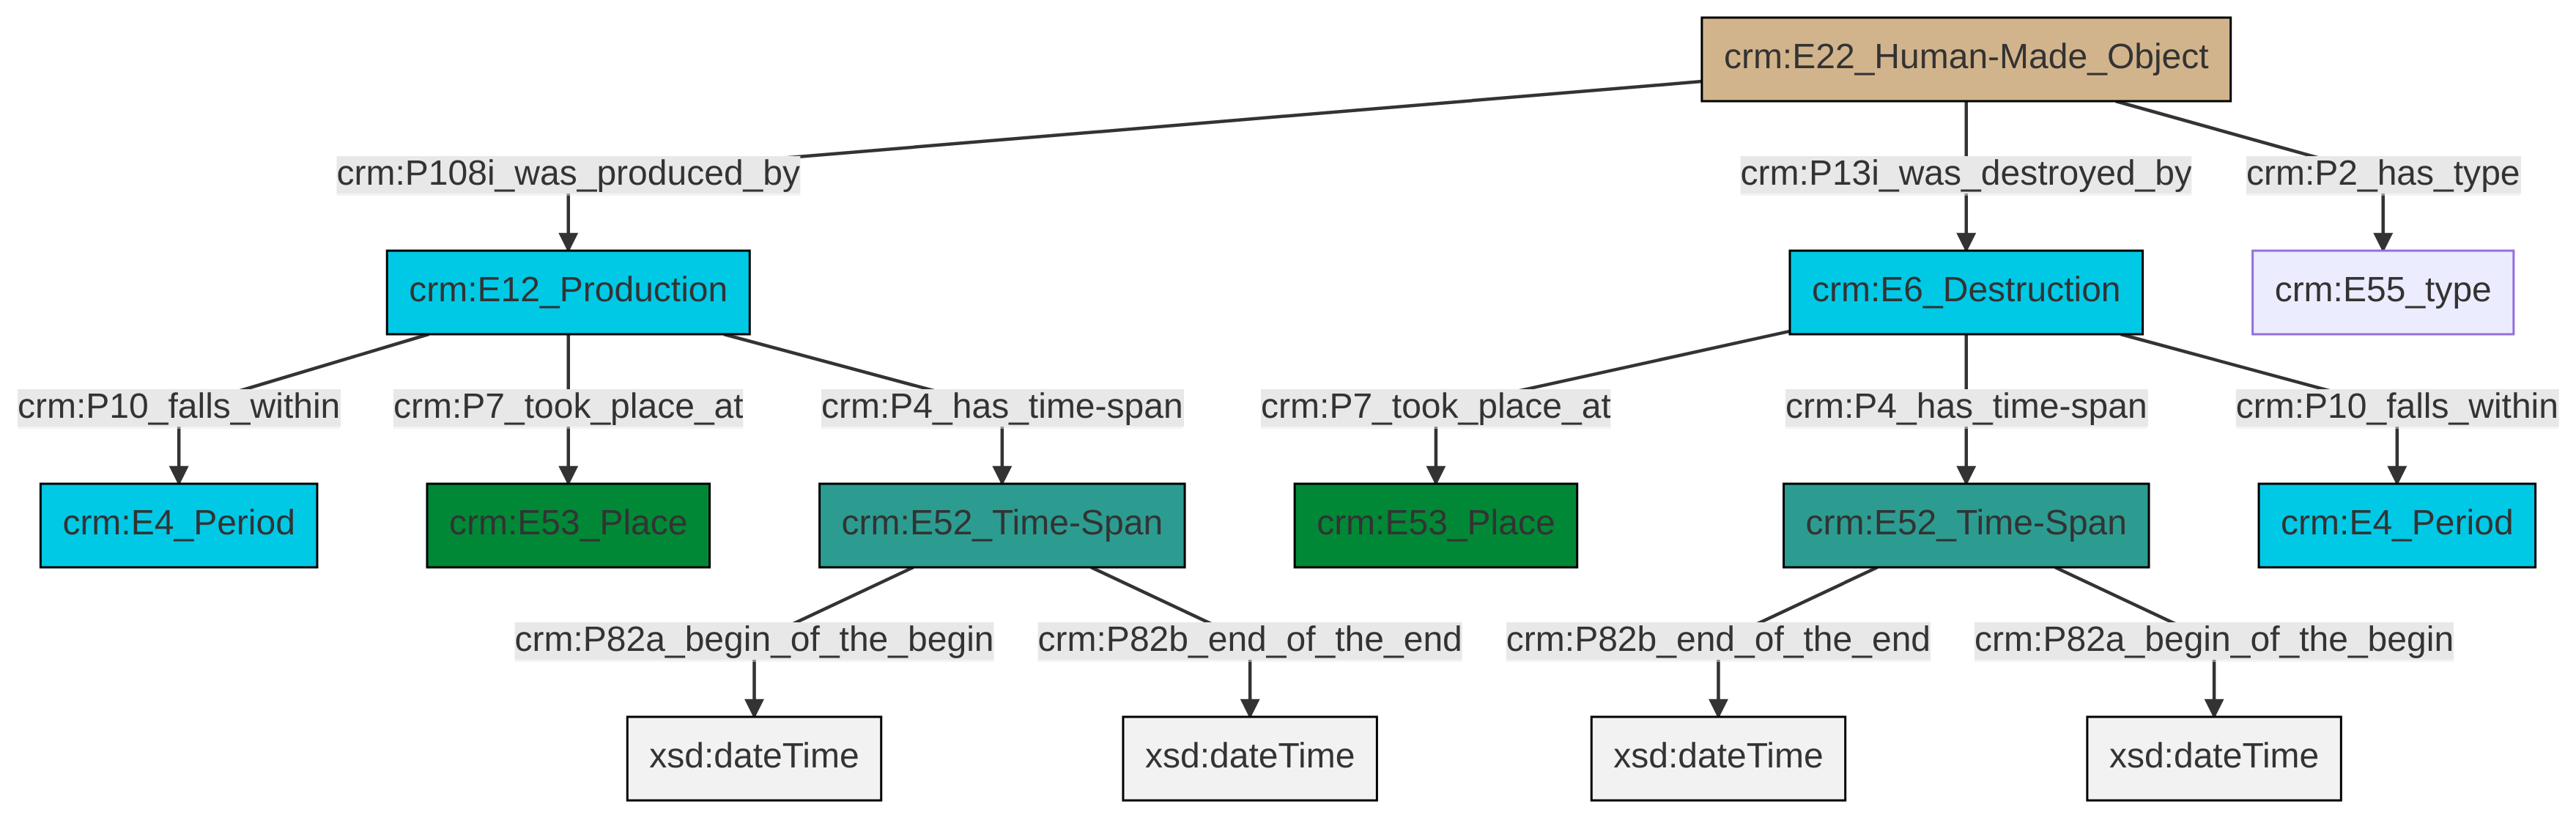 crm:E22_Human-Made_Object
crm:P108i_was_produced_by
crm:P13i_was_destroyed_by
crm:P2_has_type
crm:E12_Production
crm:E6_Destruction
crm:E55_type
crm:P10_falls_within
crm:P7_took_place_at
crm:P4_has_time-span
crm:P7_took_place_at
crm:P4_has_time-span
crm:P10_falls_within
crm:E4_Period
crm:E53_Place
crm:E52_Time-Span
crm:E53_Place
crm:E52_Time-Span
crm:E4_Period
crm:P82a_begin_of_the_begin
crm:P82b_end_of_the_end
crm:P82b_end_of_the_end
crm:P82a_begin_of_the_begin
xsd:dateTime
xsd:dateTime
xsd:dateTime
xsd:dateTime